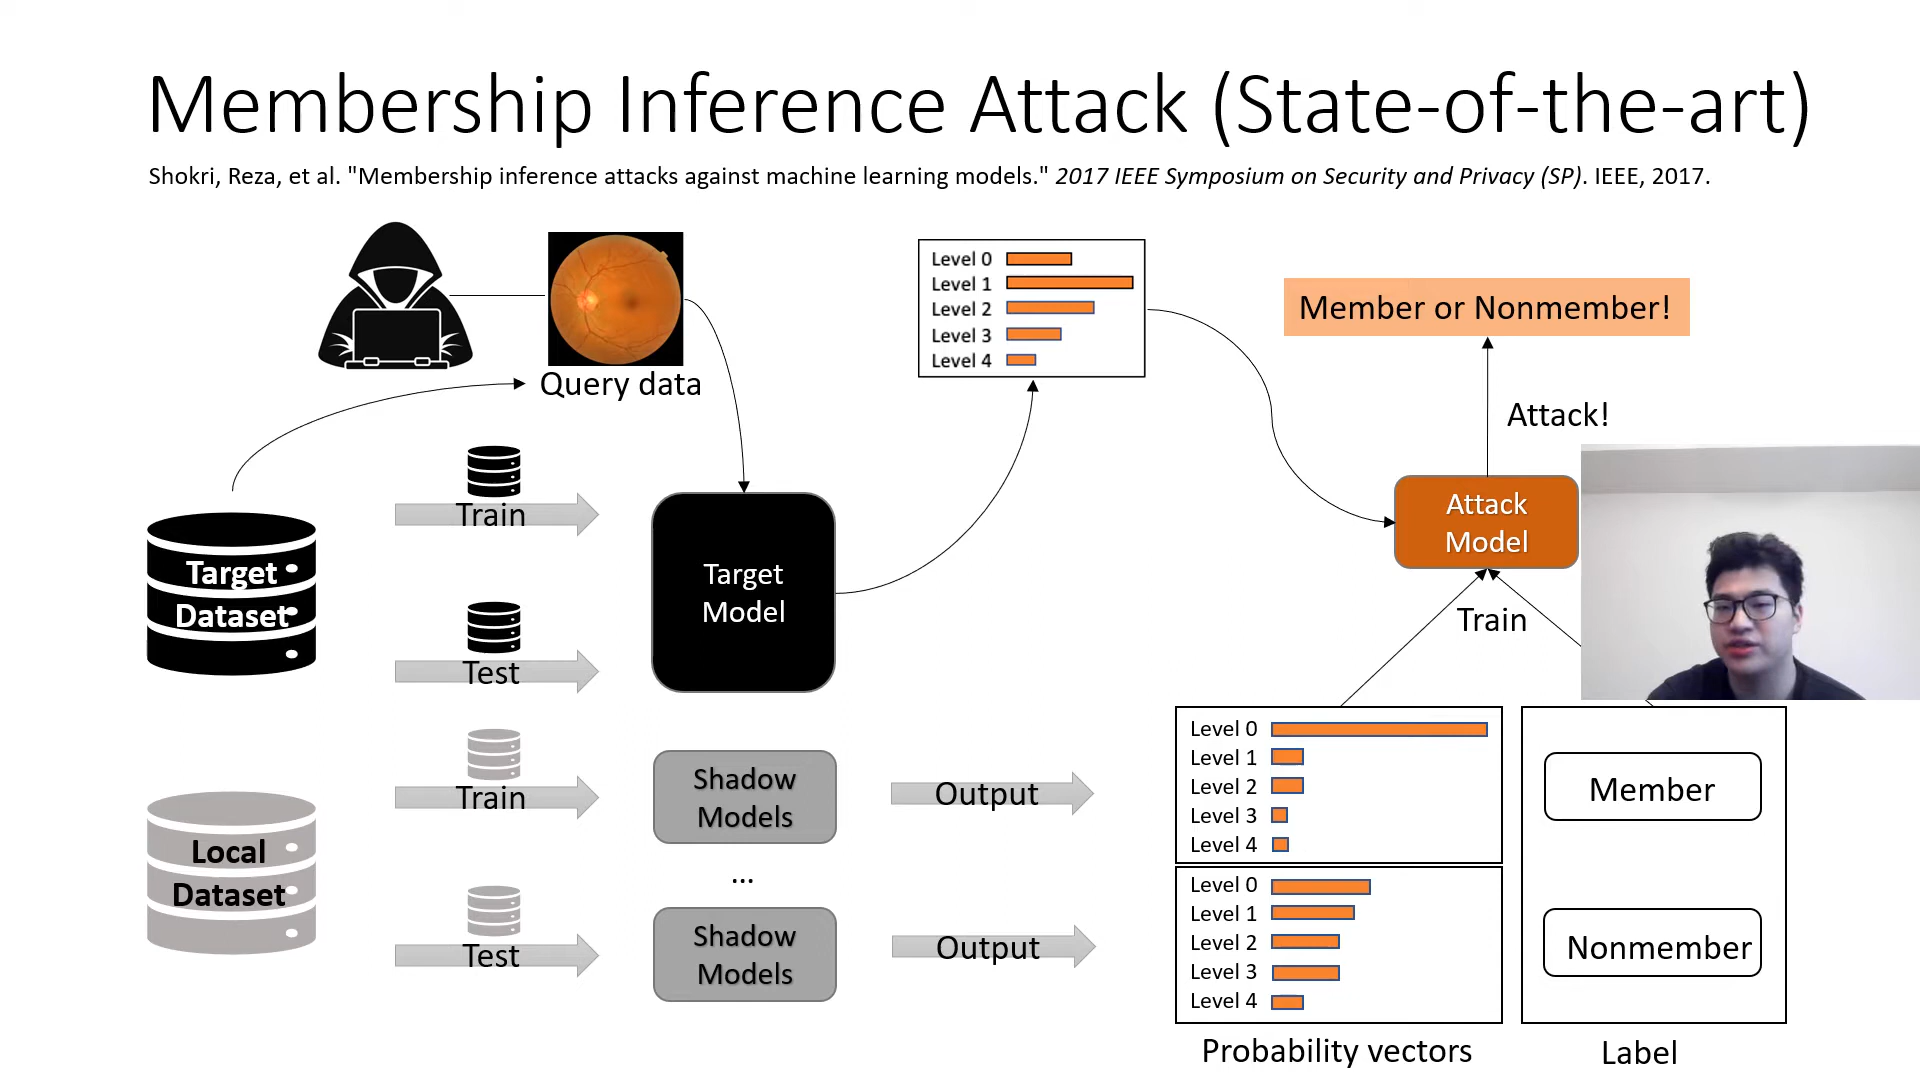 Membership Inference Attack (State-of-the-art)
Shokri, Reza, et al. "Membership inference attacks against machine learning models." 2017 IEEE Symposium on Security and Privacy (SP). IEEE, 2017.
Query data
Level 0
Level 1
Level 2
Level 3
Level 4
Member or Nonmember!
Attack!
Attack
Model
Train
Target
Dataset
Train
Test
Target
Model
Local
Dataset
Train
Test
Shadow
Models
...
Shadow
Models
Output
Output
Level 0
Level 1
Level 2
Level 3
Level 4
Level 0
Level 1
Level 2
Level 3
Level 4
Probability vectors
Member
Nonmember
Label